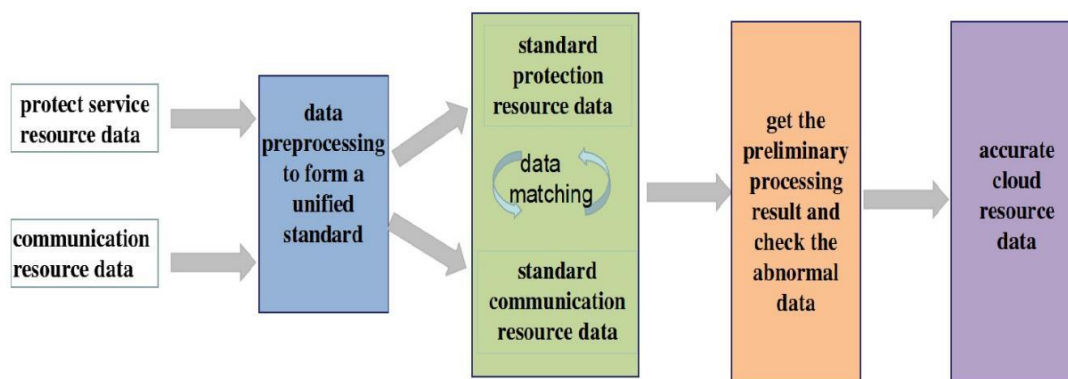 protect service
resource data
communication
resource data
data
preprocessing
to form a
unified
standard
standard
protection
resource data
data
matching
standard
communication
resource data
get the
preliminary
processing
result and
check the
abnormal
data
accurate
cloud
resource
data